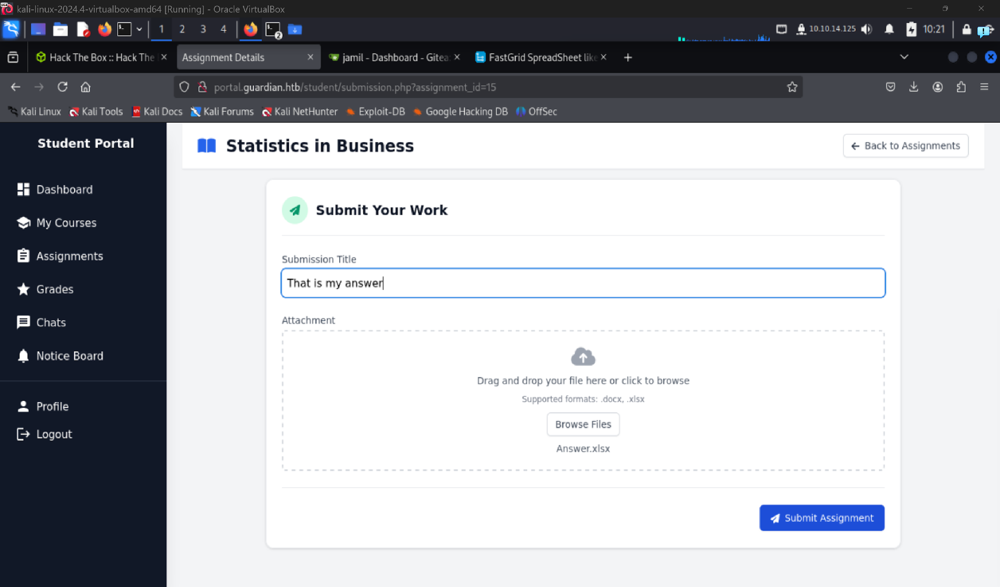 kali-linux-2024.4-virtualbox-amd64 [Running] - Oracle VirtualBox
1 2 3 4 2 10.10.14.125 10:21
Hack The Box :: Hack The Assignment Details jamil - Dashboard - Gitea: FastGrid SpreadSheet like
portal.guardian.htb/student/submission.php?assignment_id=15
Kali Linux Kali Tools Kali Docs Kali Forums Kali NetHunter Exploit-DB Google Hacking DB OffSec
Student Portal
Dashboard
My Courses
Assignments
Grades
Chats
Notice Board
Profile
Logout
Statistics in Business
Back to Assignments
Submit Your Work
Submission Title
That is my answer
Attachment
Drag and drop your file here or click to browse
Supported formats: .docx, .xlsx
Browse Files
Answer.xlsx
Submit Assignment